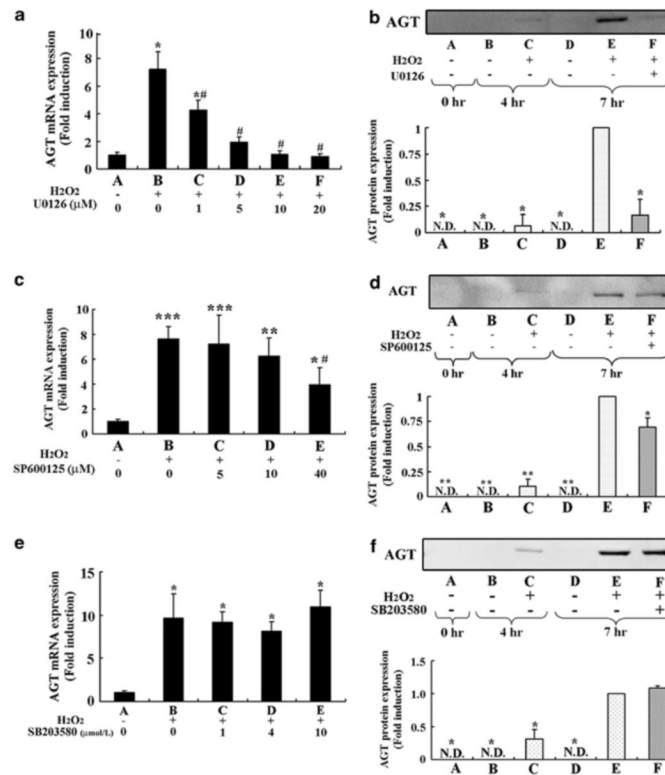 a
AGT mRNA expression
(Fold induction)
10
8
6
4
2
0
*
*#
#
#
#
A B C D E F
H2O2 - + + + + +
U0126 (μM) 0 0 1 5 10 20
b
AGT
A B C D E F
H2O2 - - + - + +
U0126 - - - - - +
0 hr 4 hr 7 hr
AGT protein expression
(Fold induction)
1
0.75
0.5
0.25
0
* * * * *
N.D. N.D. N.D.
A B C D E F
c
AGT mRNA expression
(Fold induction)
10
8
6
4
2
0
***
***
**
*#
A B C D E
H2O2 - + + + +
SP600125 (μM) 0 0 5 10 40
d
AGT
A B C D E F
H2O2 - - + - + +
SP600125 - - - - - +
0 hr 4 hr 7 hr
AGT protein expression
(Fold induction)
1
0.75
0.5
0.25
0
** ** ** ** *
N.D. N.D. N.D.
A B C D E F
e
AGT mRNA expression
(Fold induction)
15
10
5
0
* * * *
A B C D E
H2O2 - + + + +
SB203580 (μmol/L) 0 0 1 4 10
f
AGT
A B C D E F
H2O2 - - + - + +
SB203580 - - - - - +
0 hr 4 hr 7 hr
AGT protein expression
(Fold induction)
1.5
1.0
0.5
0
* * * *
N.D. N.D. N.D.
A B C D E F